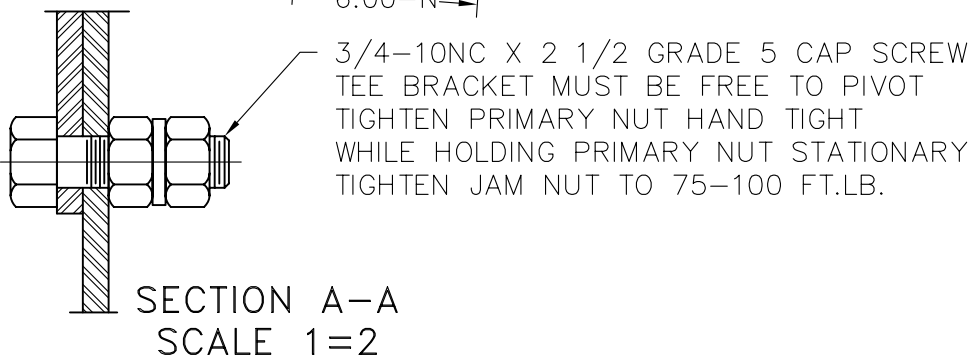 6.00-N
3/4-10NC X 2 1/2 GRADE 5 CAP SCREW
TEE BRACKET MUST BE FREE TO PIVOT
TIGHTEN PRIMARY NUT HAND TIGHT
WHILE HOLDING PRIMARY NUT STATIONARY
TIGHTEN JAM NUT TO 75-100 FT.LB.
SECTION A-A
SCALE 1=2